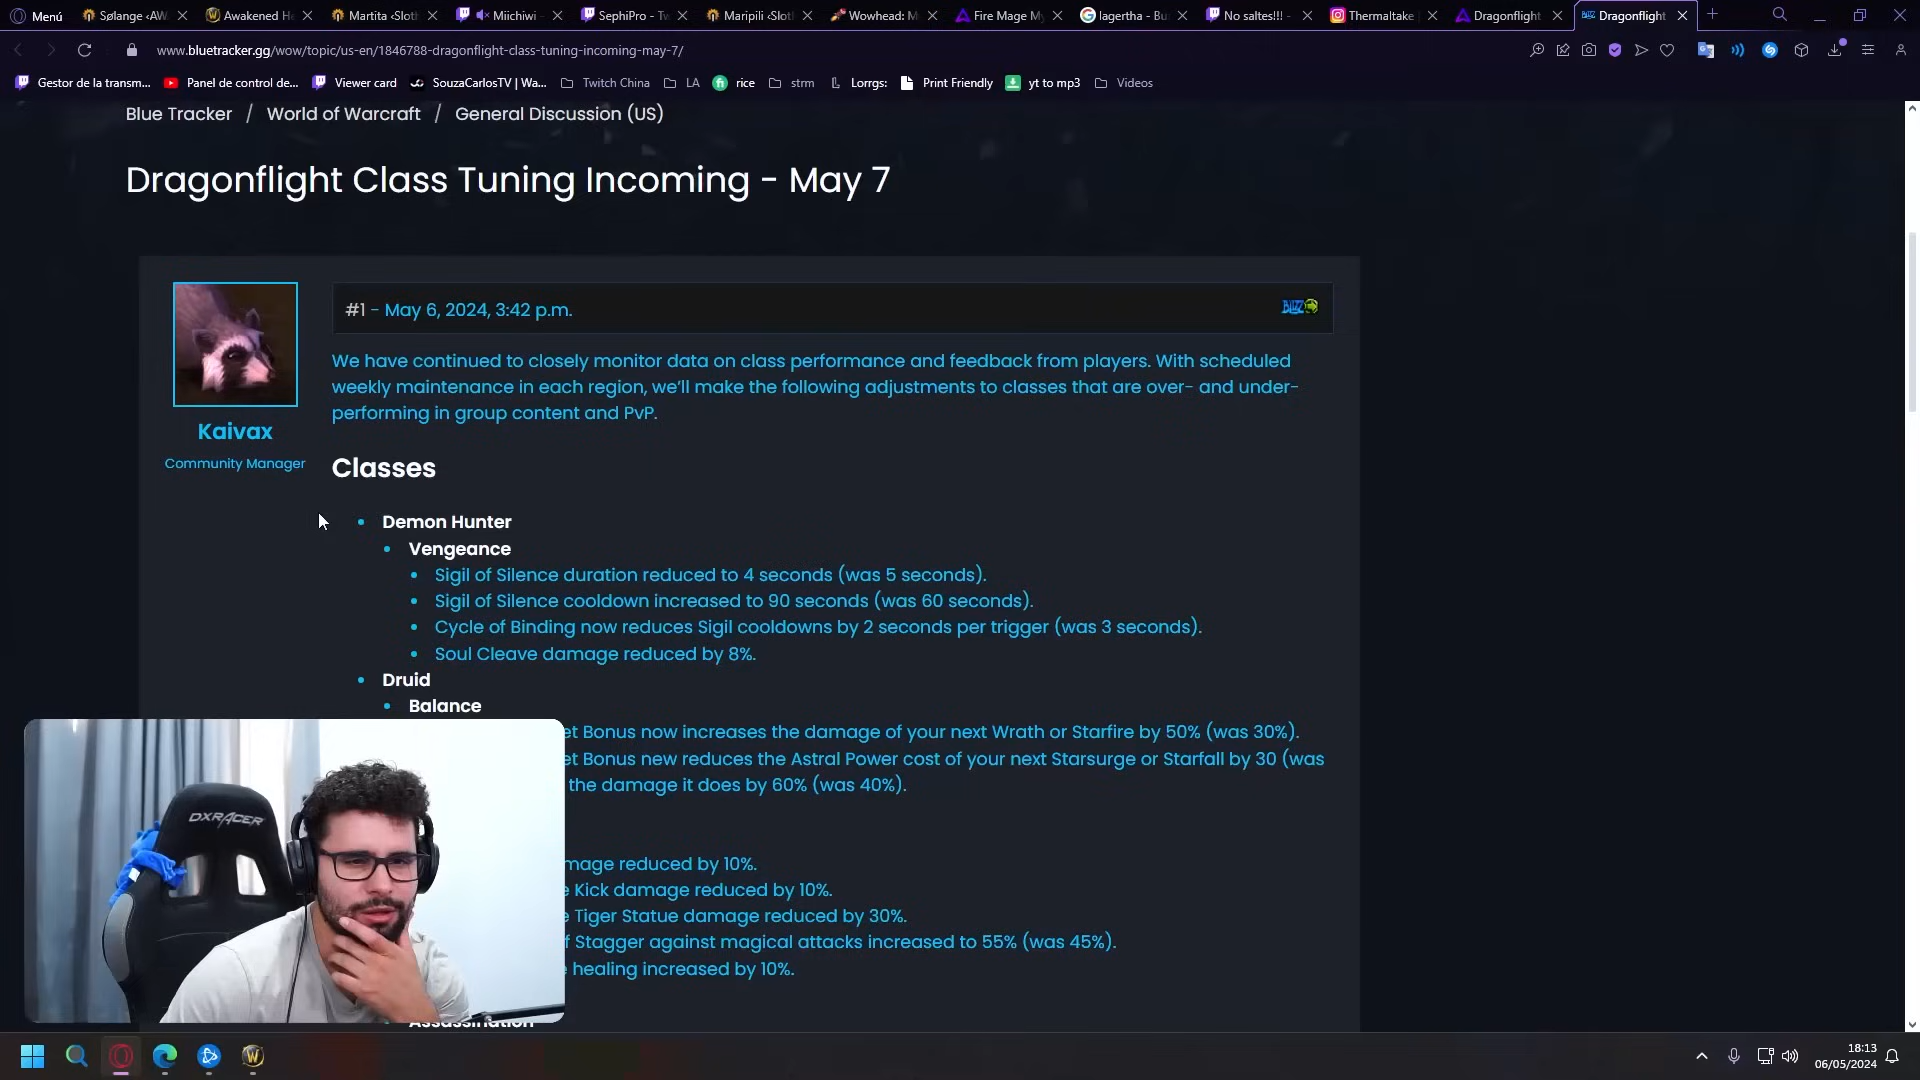 Menú
Sølange ‹AW
Awakened He
Martita ‹Slot
Miichiwi -
SephiPro - Tw
Maripili ‹Slot
Wowhead: M
Fire Mage My
lagertha - Bu
No saltes!!! -
Thermaltake
Dragonflight
Dragonflight
www.bluetracker.gg/wow/topic/us-en/1846788-dragonflight-class-tuning-incoming-may-7/
Gestor de la transm...
Panel de control de...
Viewer card
SouzaCarlosTV | Wa...
Twitch China
LA
rice
strm
Lorrgs:
Print Friendly
yt to mp3
Videos
Blue Tracker / World of Warcraft / General Discussion (US)
Dragonflight Class Tuning Incoming - May 7
#1 - May 6, 2024, 3:42 p.m.
BLIZZ
Kaivax
Community Manager
We have continued to closely monitor data on class performance and feedback from players. With scheduled
weekly maintenance in each region, we'll make the following adjustments to classes that are over- and under-
performing in group content and PvP.
Classes
Demon Hunter
Vengeance
Sigil of Silence duration reduced to 4 seconds (was 5 seconds).
Sigil of Silence cooldown increased to 90 seconds (was 60 seconds).
Cycle of Binding now reduces Sigil cooldowns by 2 seconds per trigger (was 3 seconds).
Soul Cleave damage reduced by 8%.
Druid
Balance
et Bonus now increases the damage of your next Wrath or Starfire by 50% (was 30%).
et Bonus new reduces the Astral Power cost of your next Starsurge or Starfall by 30 (was
the damage it does by 60% (was 40%).
mage reduced by 10%.
e Kick damage reduced by 10%.
e Tiger Statue damage reduced by 30%.
f Stagger against magical attacks increased to 55% (was 45%).
e healing increased by 10%.
Assassination
DXRACER
18:13
06/05/2024